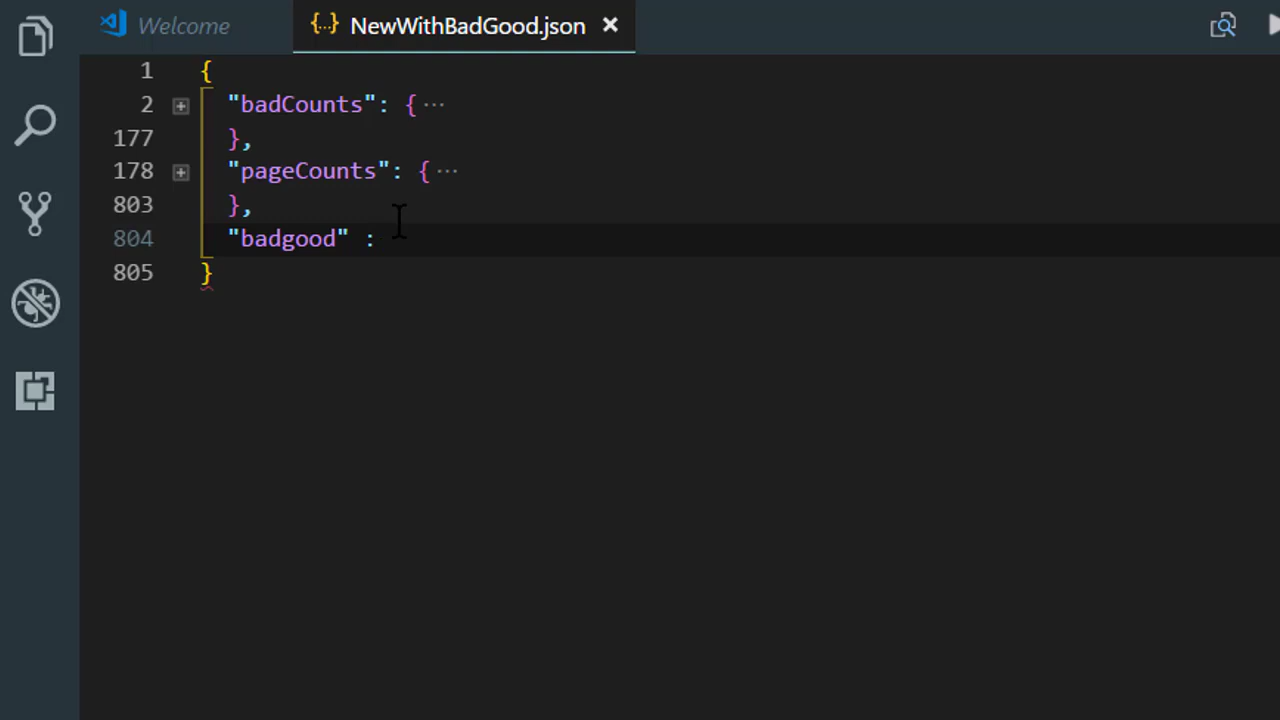 Welcome
{..} NewWithBadGood.json ×
1 {
2 "badCounts": { ···
177 },
178 "pageCounts": { ···
803 },
804 "badgood" :
805 }